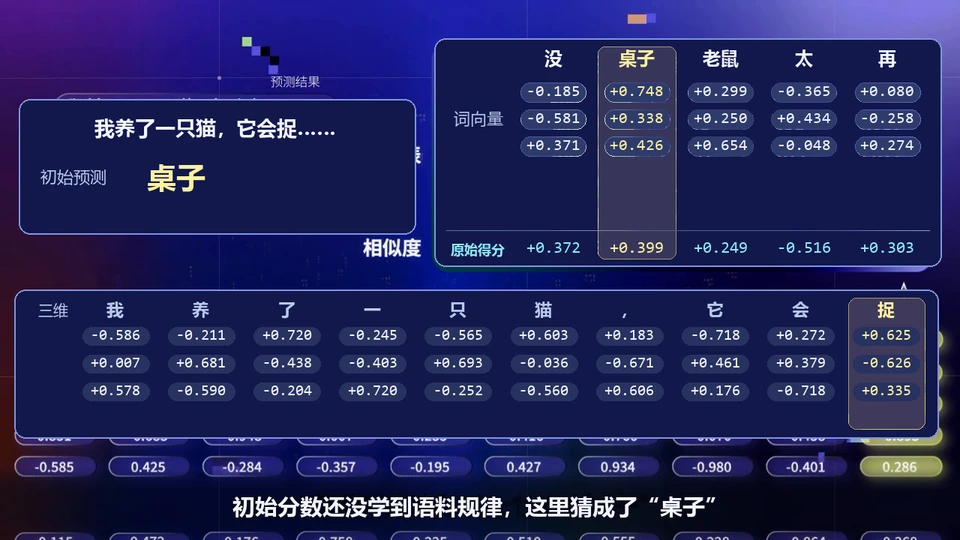 预测结果
我养了一只猫，它会捉……
初始预测 桌子
相似度
没 桌子 老鼠 太 再
词向量
-0.185 +0.748 +0.299 -0.365 +0.080
-0.581 +0.338 +0.250 +0.434 -0.258
+0.371 +0.426 +0.654 -0.048 +0.274
原始得分 +0.372 +0.399 +0.249 -0.516 +0.303
三维 我 养 了 一 只 猫 ， 它 会 捉
-0.586 -0.211 +0.720 -0.245 -0.565 +0.603 +0.183 -0.718 +0.272 +0.625
+0.007 +0.681 -0.438 -0.403 +0.693 -0.036 -0.671 +0.461 +0.379 -0.626
+0.578 -0.590 -0.204 +0.720 -0.252 -0.560 +0.606 +0.176 -0.718 +0.335
-0.585 0.425 -0.284 -0.357 -0.195 0.427 0.934 -0.980 -0.401 0.286
初始分数还没学到语料规律，这里猜成了“桌子”